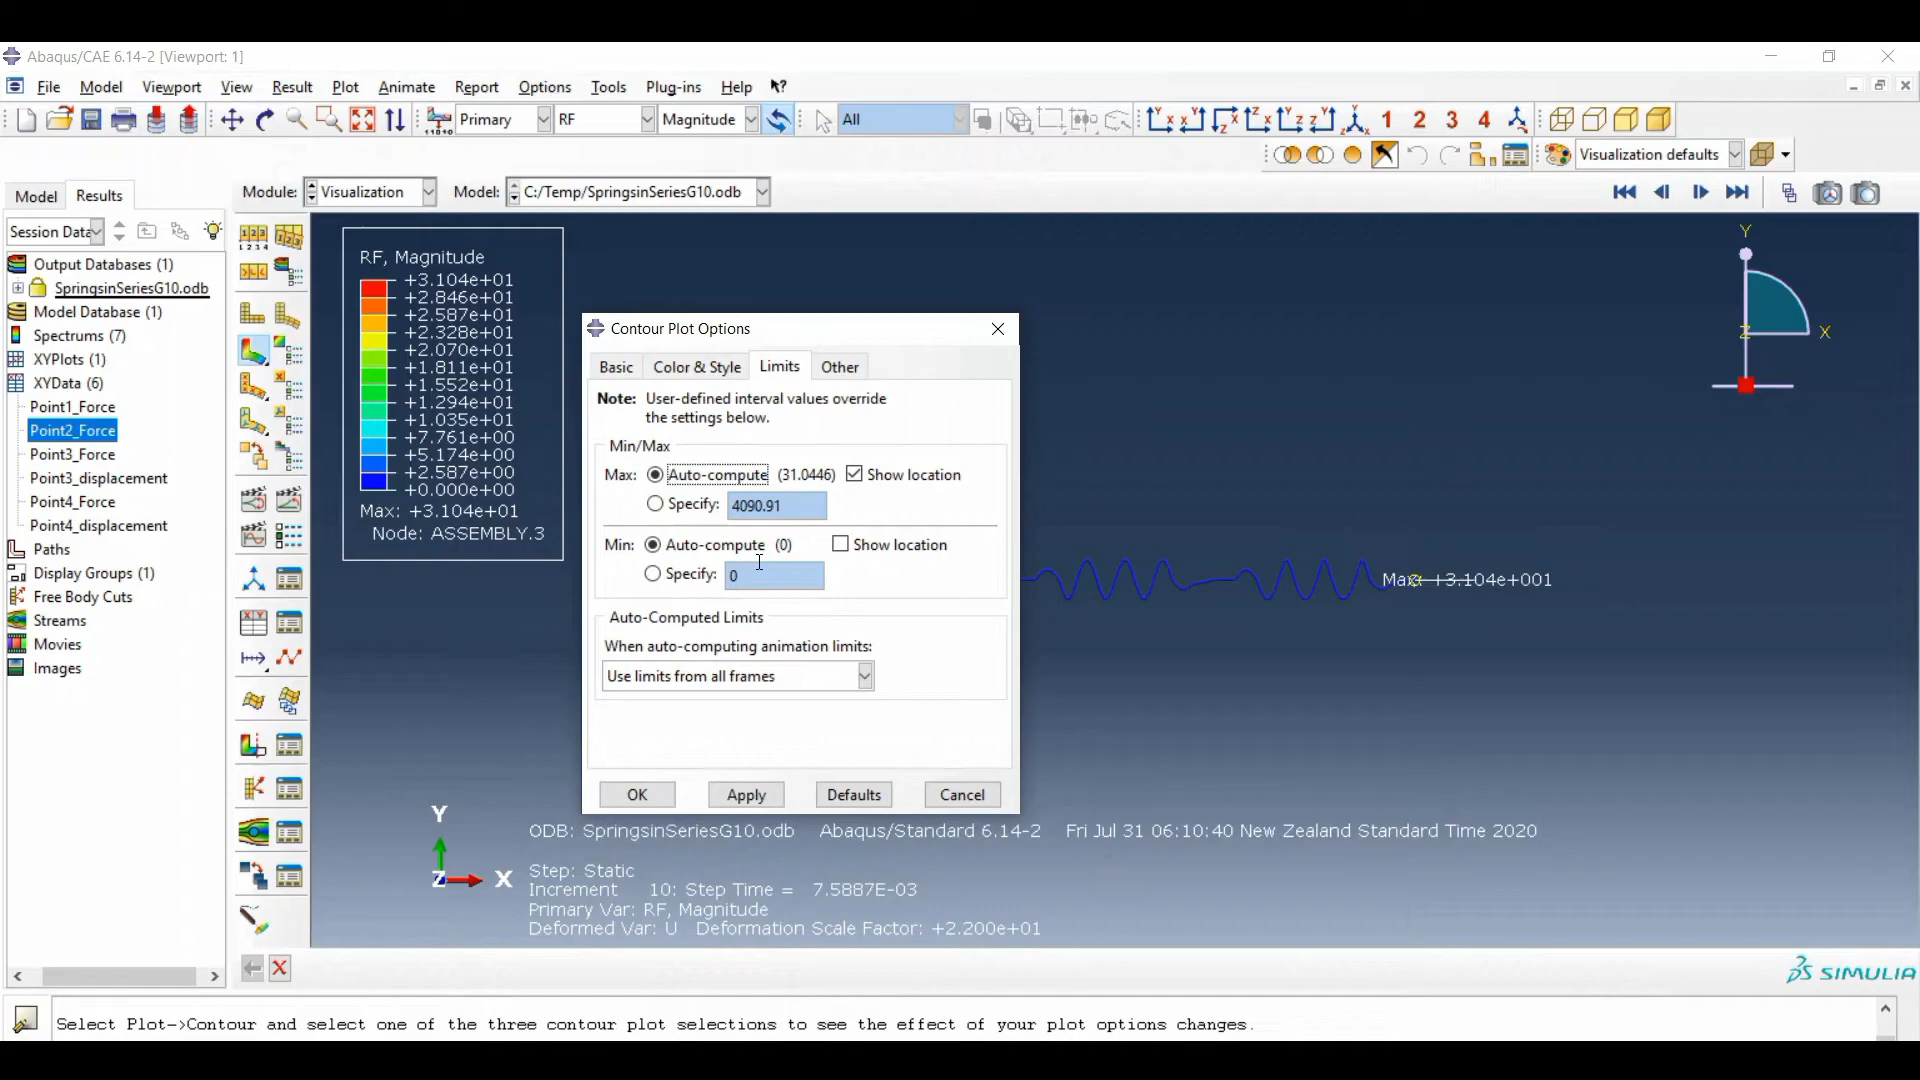 Abaqus/CAE 6.14-2 [Viewport: 1]
File Model Viewport View Result Plot Animate Report Options Tools Plug-ins Help
Primary RF Magnitude All 1 2 3 4
Visualization defaults
Model Results Module: Visualization Model: C:/Temp/SpringsinSeriesG10.odb
Session Data
Output Databases (1)
SpringsinSeriesG10.odb
Model Database (1)
Spectrums (7)
XYPlots (1)
XYData (6)
Point1_Force
Point2_Force
Point3_Force
Point3_displacement
Point4_Force
Point4_displacement
Paths
Display Groups (1)
Free Body Cuts
Streams
Movies
Images
RF, Magnitude
+3.104e+01
+2.846e+01
+2.587e+01
+2.328e+01
+2.070e+01
+1.811e+01
+1.552e+01
+1.294e+01
+1.035e+01
+7.761e+00
+5.174e+00
+2.587e+00
+0.000e+00
Max: +3.104e+01
Node: ASSEMBLY.3
Contour Plot Options
Basic Color & Style Limits Other
Note: User-defined interval values override
the settings below.
Min/Max
Max: Auto-compute (31.0446) Show location
Specify: 4090.91
Min: Auto-compute (0) Show location
Specify: 0
Auto-Computed Limits
When auto-computing animation limits:
Use limits from all frames
OK Apply Defaults Cancel
Y
Z X
Max: +3.104e+001
Y
Z X
ODB: SpringsinSeriesG10.odb Abaqus/Standard 6.14-2 Fri Jul 31 06:10:40 New Zealand Standard Time 2020
Step: Static
Increment 10: Step Time = 7.5887E-03
Primary Var: RF, Magnitude
Deformed Var: U Deformation Scale Factor: +2.200e+01
SIMULIA
Select Plot->Contour and select one of the three contour plot selections to see the effect of your plot options changes.